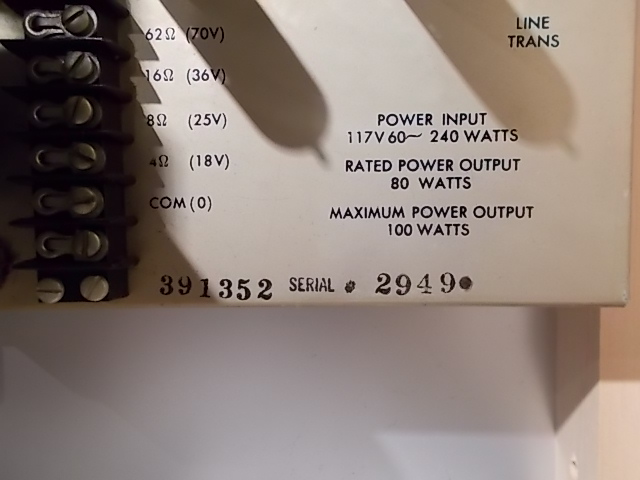 62Ω (70V)
16Ω (36V)
8Ω (25V)
4Ω (18V)
COM (0)
LINE
TRANS
POWER INPUT
117V 60~ 240 WATTS
RATED POWER OUTPUT
80 WATTS
MAXIMUM POWER OUTPUT
100 WATTS
391352 SERIAL # 2949